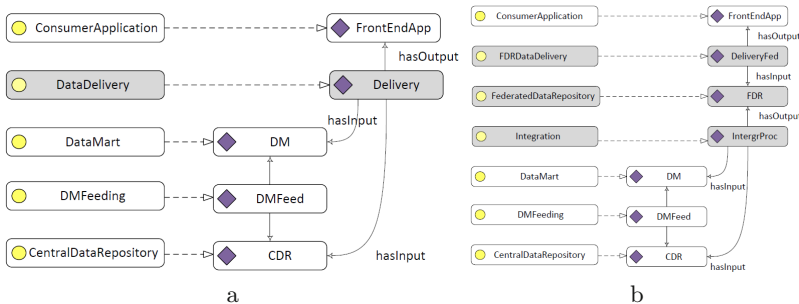 ConsumerApplication FrontEndApp
hasOutput
DataDelivery Delivery
hasInput
DataMart DM
DMFeeding DMFeed
CentralDataRepository CDR
hasInput
a
ConsumerApplication FrontEndApp
hasOutput
FDRDataDelivery DeliveryFed
hasInput
FederatedDataRepository FDR
hasOutput
Integration IntergrProc
DataMart DM
hasInput
DMFeeding DMFeed
CentralDataRepository CDR
hasInput
b